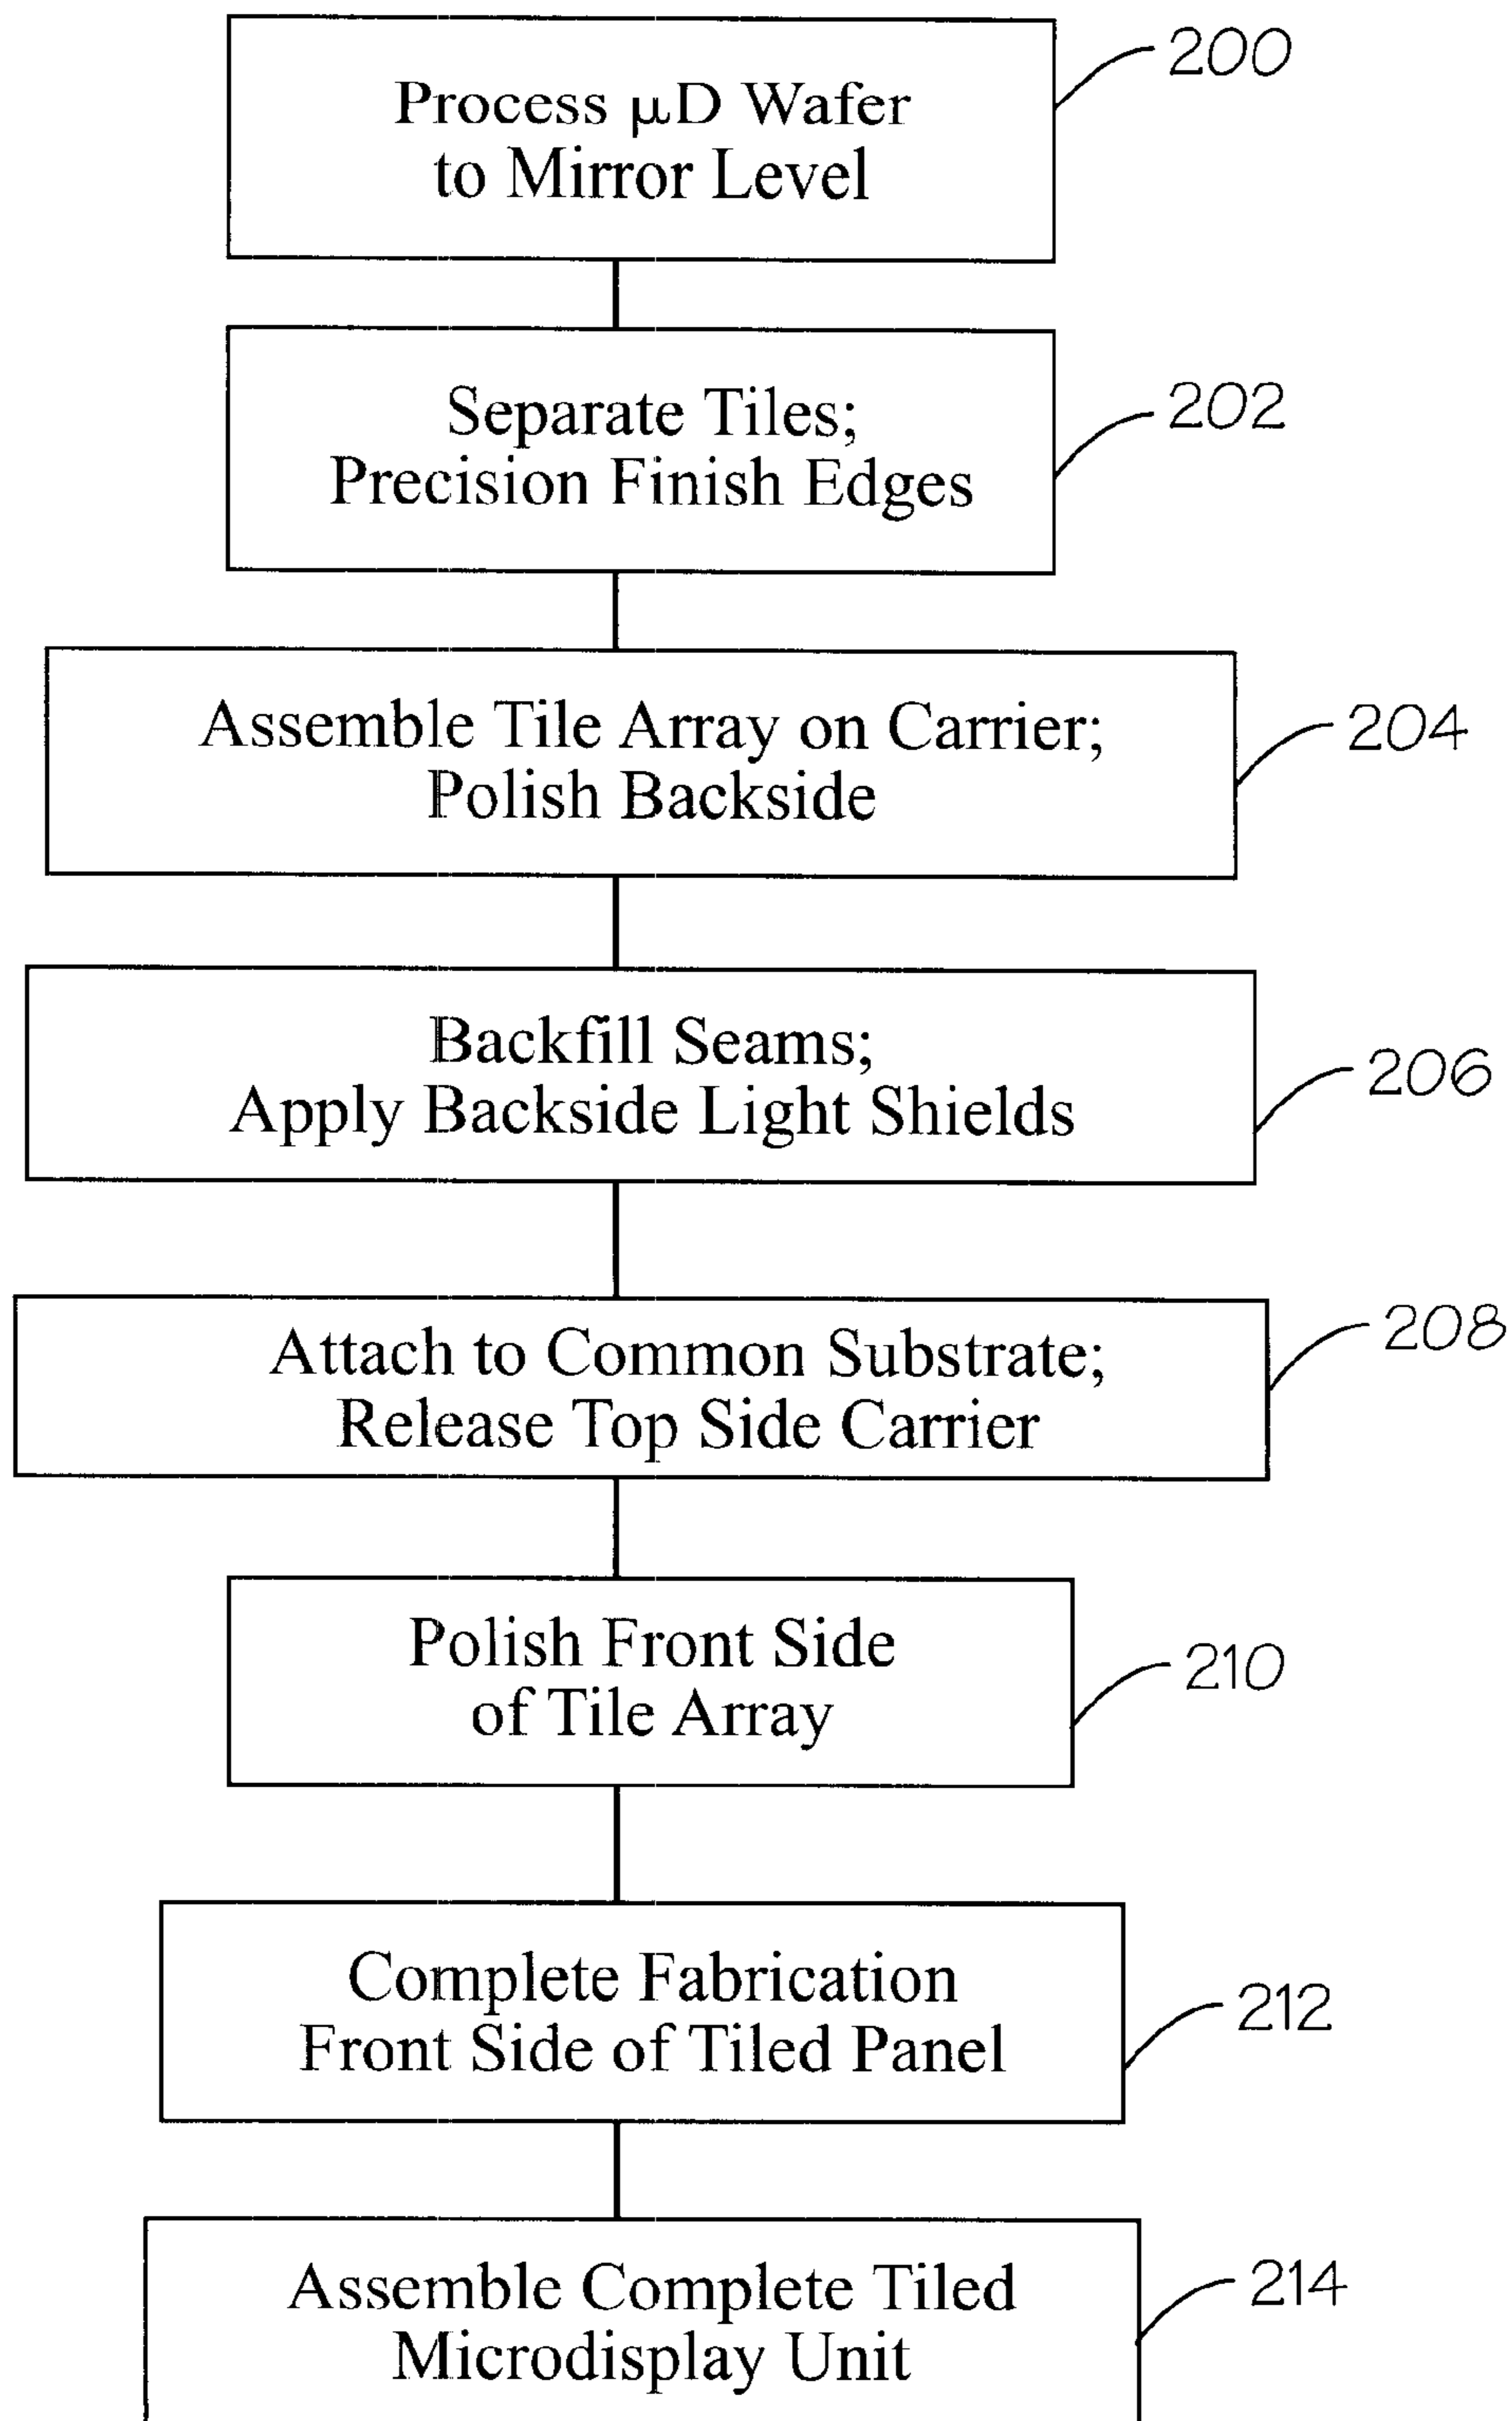 Process μD Wafer
to Mirror Level
200
Separate Tiles;
Precision Finish Edges
202
Assemble Tile Array on Carrier;
Polish Backside
204
Backfill Seams;
Apply Backside Light Shields
206
Attach to Common Substrate;
Release Top Side Carrier
208
Polish Front Side
of Tile Array
210
Complete Fabrication
Front Side of Tiled Panel
212
Assemble Complete Tiled
Microdisplay Unit
214